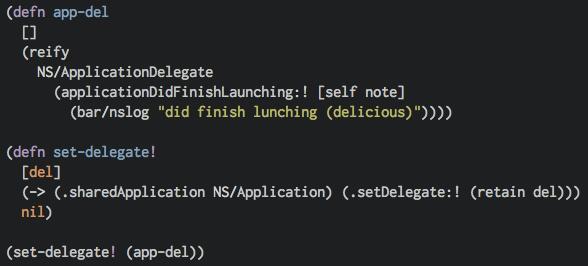 (defn app-del
  []
  (reify
    NS/ApplicationDelegate
      (applicationDidFinishLaunching:! [self note]
        (bar/nslog "did finish lunching (delicious)"))))

(defn set-delegate!
  [del]
  (-> (.sharedApplication NS/Application) (.setDelegate:! (retain del)))
  nil)

(set-delegate! (app-del))